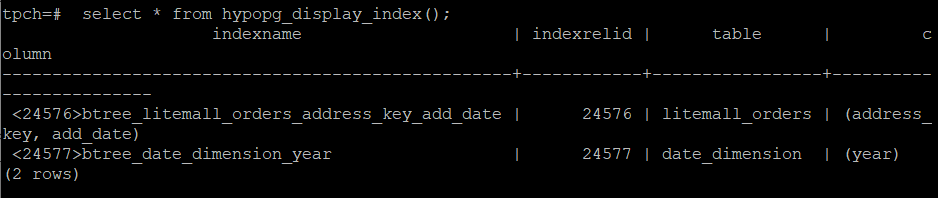 tpch=#  select * from hypopg_display_index();
                     indexname                     | indexrelid |      table      |         c
olumn
---------------------------------------------------+------------+-----------------+----------
---------------
 <24576>btree_litemall_orders_address_key_add_date |      24576 | litemall_orders | (address_
key, add_date)
 <24577>btree_date_dimension_year                  |      24577 | date_dimension  | (year)
(2 rows)